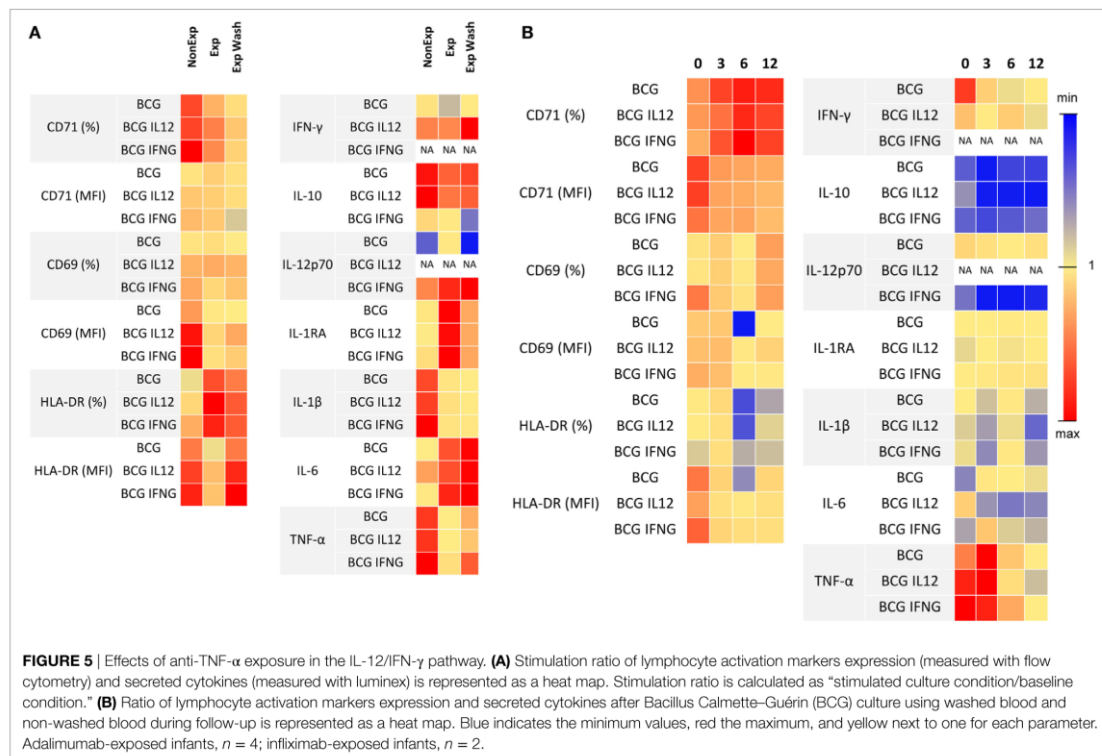 A
NonExp Exp Exp Wash
CD71 (%)
BCG
BCG IL12
BCG IFNG
CD71 (MFI)
BCG
BCG IL12
BCG IFNG
CD69 (%)
BCG
BCG IL12
BCG IFNG
CD69 (MFI)
BCG
BCG IL12
BCG IFNG
HLA-DR (%)
BCG
BCG IL12
BCG IFNG
HLA-DR (MFI)
BCG
BCG IL12
BCG IFNG
NonExp Exp Exp Wash
IFN-γ
BCG
BCG IL12
BCG IFNG NA NA NA
IL-10
BCG
BCG IL12
BCG IFNG
IL-12p70
BCG
BCG IL12 NA NA NA
BCG IFNG
IL-1RA
BCG
BCG IL12
BCG IFNG
IL-1β
BCG
BCG IL12
BCG IFNG
IL-6
BCG
BCG IL12
BCG IFNG
TNF-α
BCG
BCG IL12
BCG IFNG
B
0 3 6 12
CD71 (%)
BCG
BCG IL12
BCG IFNG
CD71 (MFI)
BCG
BCG IL12
BCG IFNG
CD69 (%)
BCG
BCG IL12
BCG IFNG
CD69 (MFI)
BCG
BCG IL12
BCG IFNG
HLA-DR (%)
BCG
BCG IL12
BCG IFNG
HLA-DR (MFI)
BCG
BCG IL12
BCG IFNG
0 3 6 12
IFN-γ
BCG
BCG IL12
BCG IFNG NA NA NA NA
IL-10
BCG
BCG IL12
BCG IFNG
IL-12p70
BCG
BCG IL12 NA NA NA NA
BCG IFNG
IL-1RA
BCG
BCG IL12
BCG IFNG
IL-1β
BCG
BCG IL12
BCG IFNG
IL-6
BCG
BCG IL12
BCG IFNG
TNF-α
BCG
BCG IL12
BCG IFNG
min
1
max
FIGURE 5 | Effects of anti-TNF-α exposure in the IL-12/IFN-γ pathway. (A) Stimulation ratio of lymphocyte activation markers expression (measured with flow
cytometry) and secreted cytokines (measured with luminex) is represented as a heat map. Stimulation ratio is calculated as “stimulated culture condition/baseline
condition.” (B) Ratio of lymphocyte activation markers expression and secreted cytokines after Bacillus Calmette–Guérin (BCG) culture using washed blood and
non-washed blood during follow-up is represented as a heat map. Blue indicates the minimum values, red the maximum, and yellow next to one for each parameter.
Adalimumab-exposed infants, n = 4; infliximab-exposed infants, n = 2.